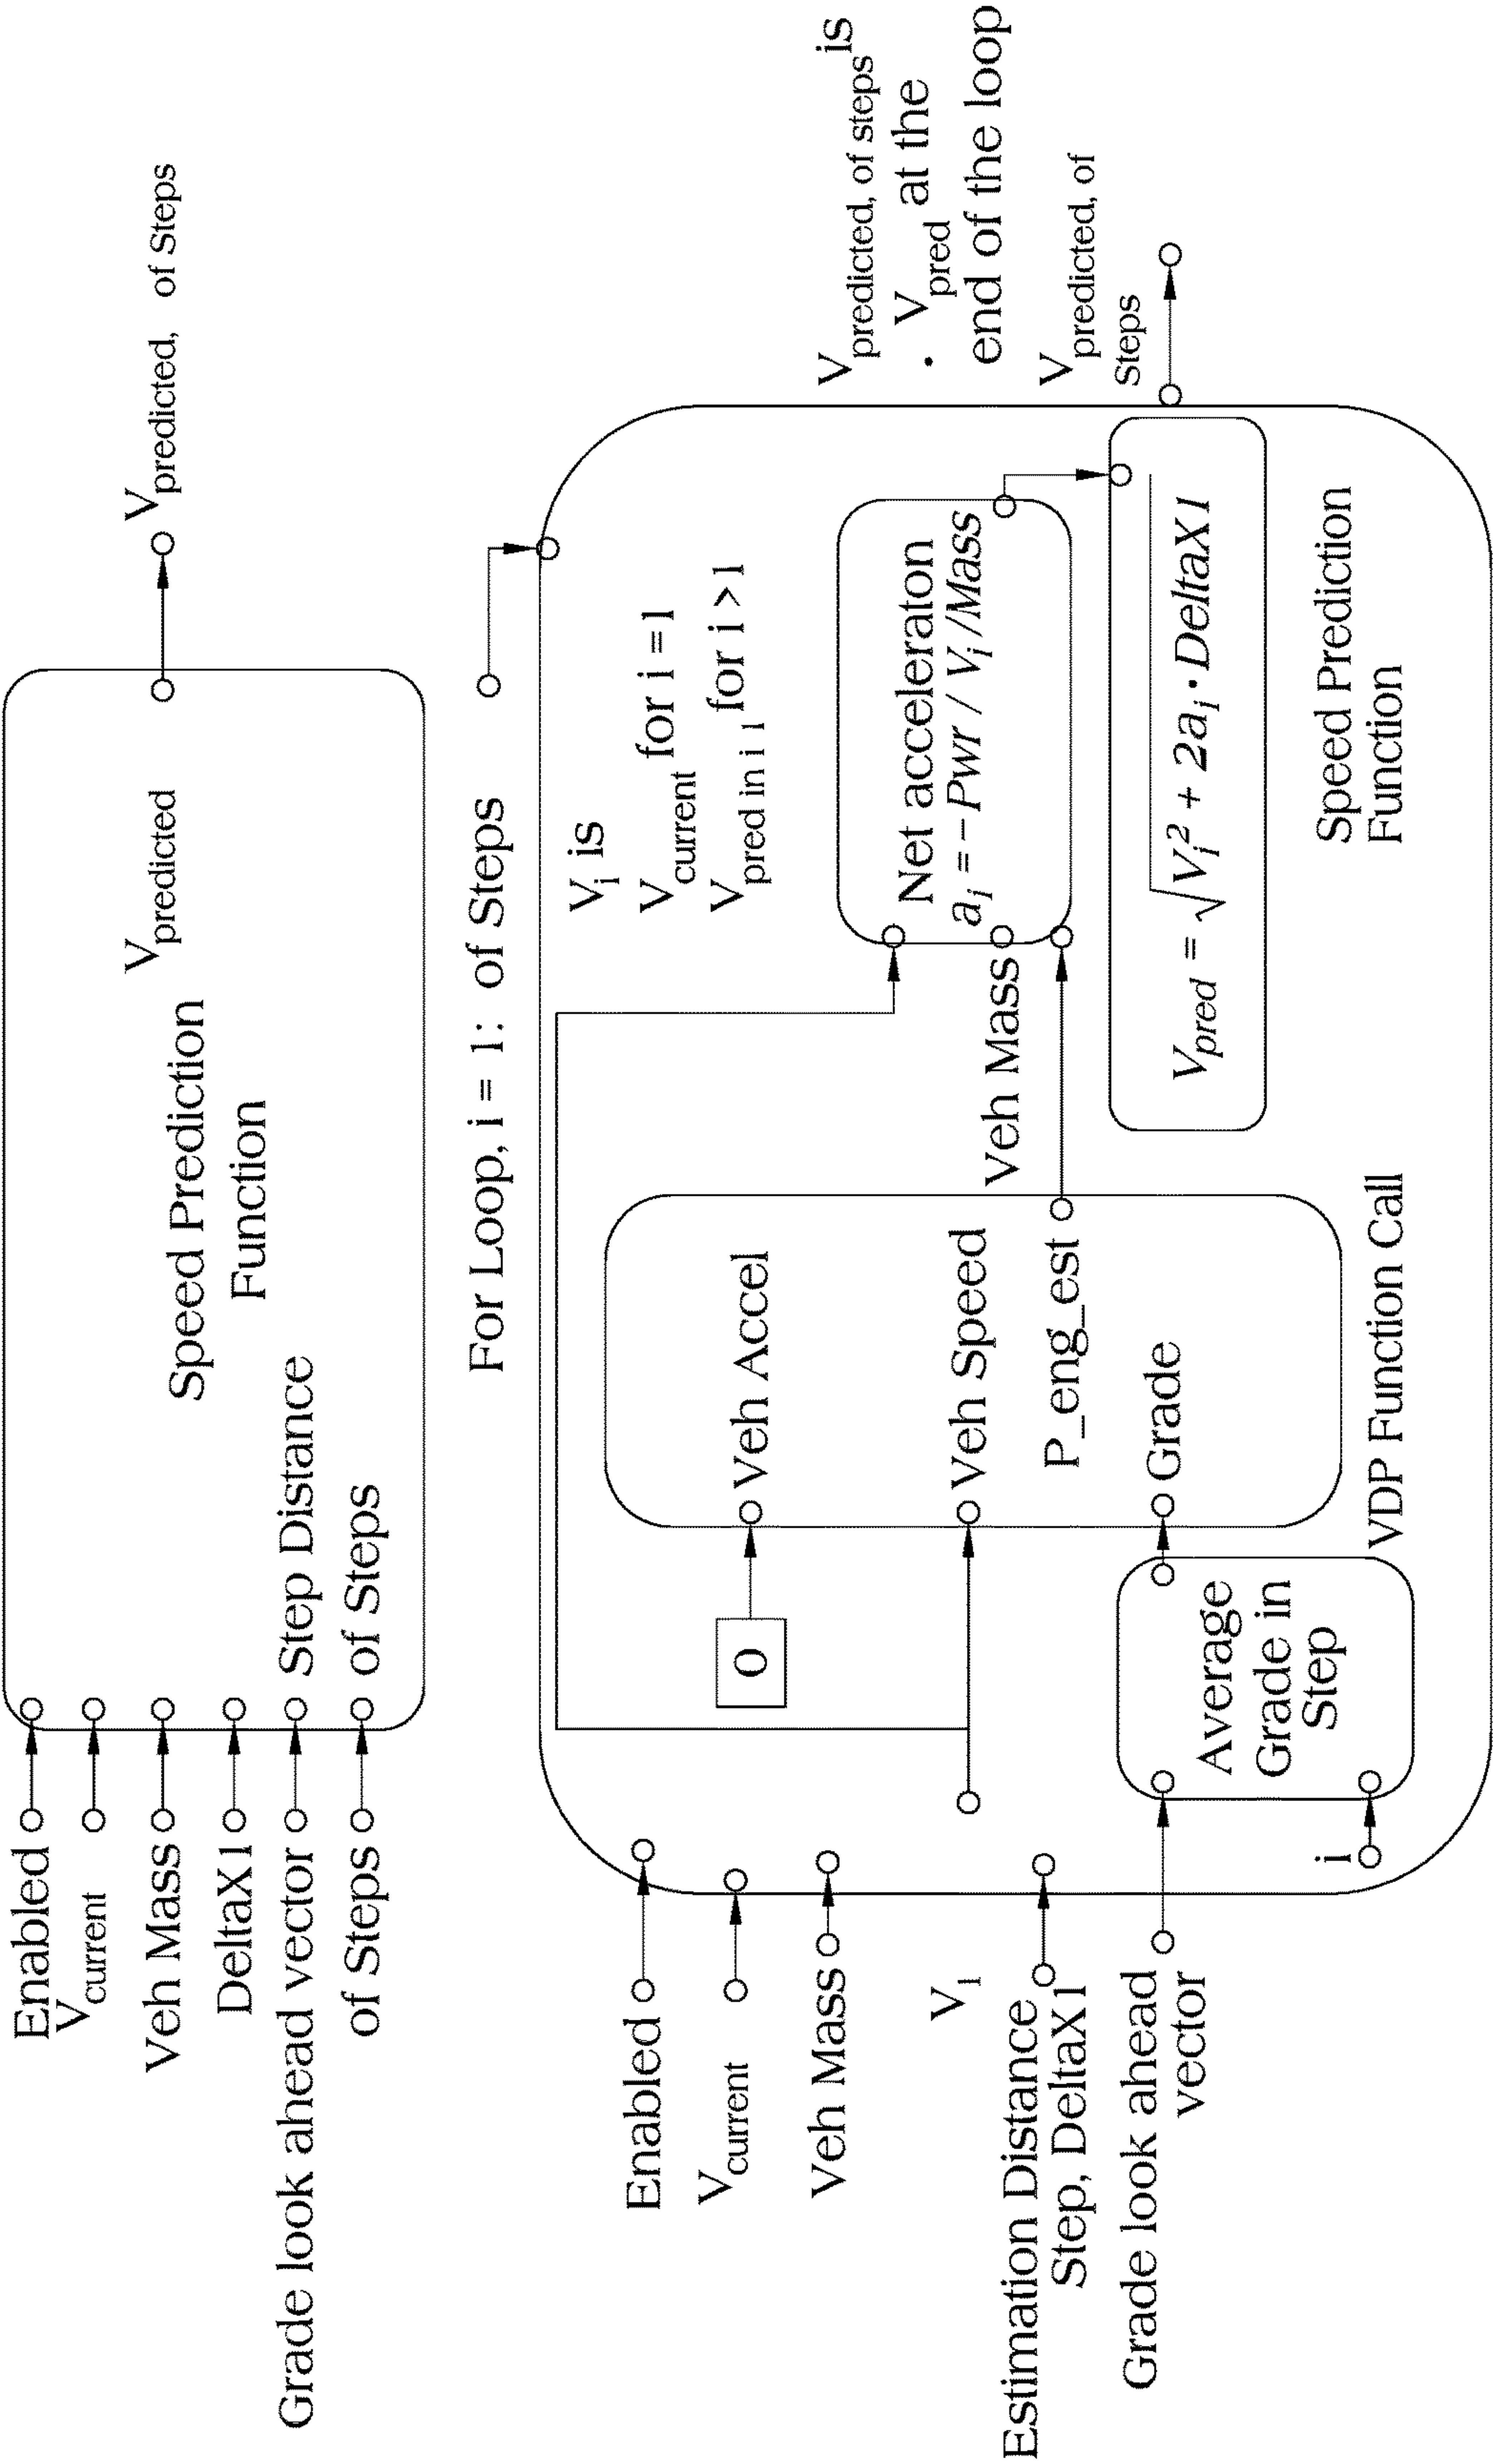 Enabled
V_current
Veh Mass
DeltaX1
Grade look ahead vector
of Steps
Step Distance
of Steps
Speed Prediction
Function
V_predicted
V_predicted, of Steps
For Loop, i = 1: of Steps
Enabled
V_current
Veh Mass
V_1
Estimation Distance
Step, DeltaX1
Grade look ahead
vector
i
0
Average
Grade in
Step
Veh Accel
Veh Speed
P_eng_est
Grade
VDP Function Call
V_i is
V_current for i = 1
V_pred in i 1 for i > 1
Veh Mass
Net acceleraton
a_i = -Pwr / V_i /Mass
V_pred = √V_i² + 2a_i · DeltaX1
Speed Prediction
Function
V_predicted, of steps is
· V_pred at the
end of the loop
V_predicted, of
Steps